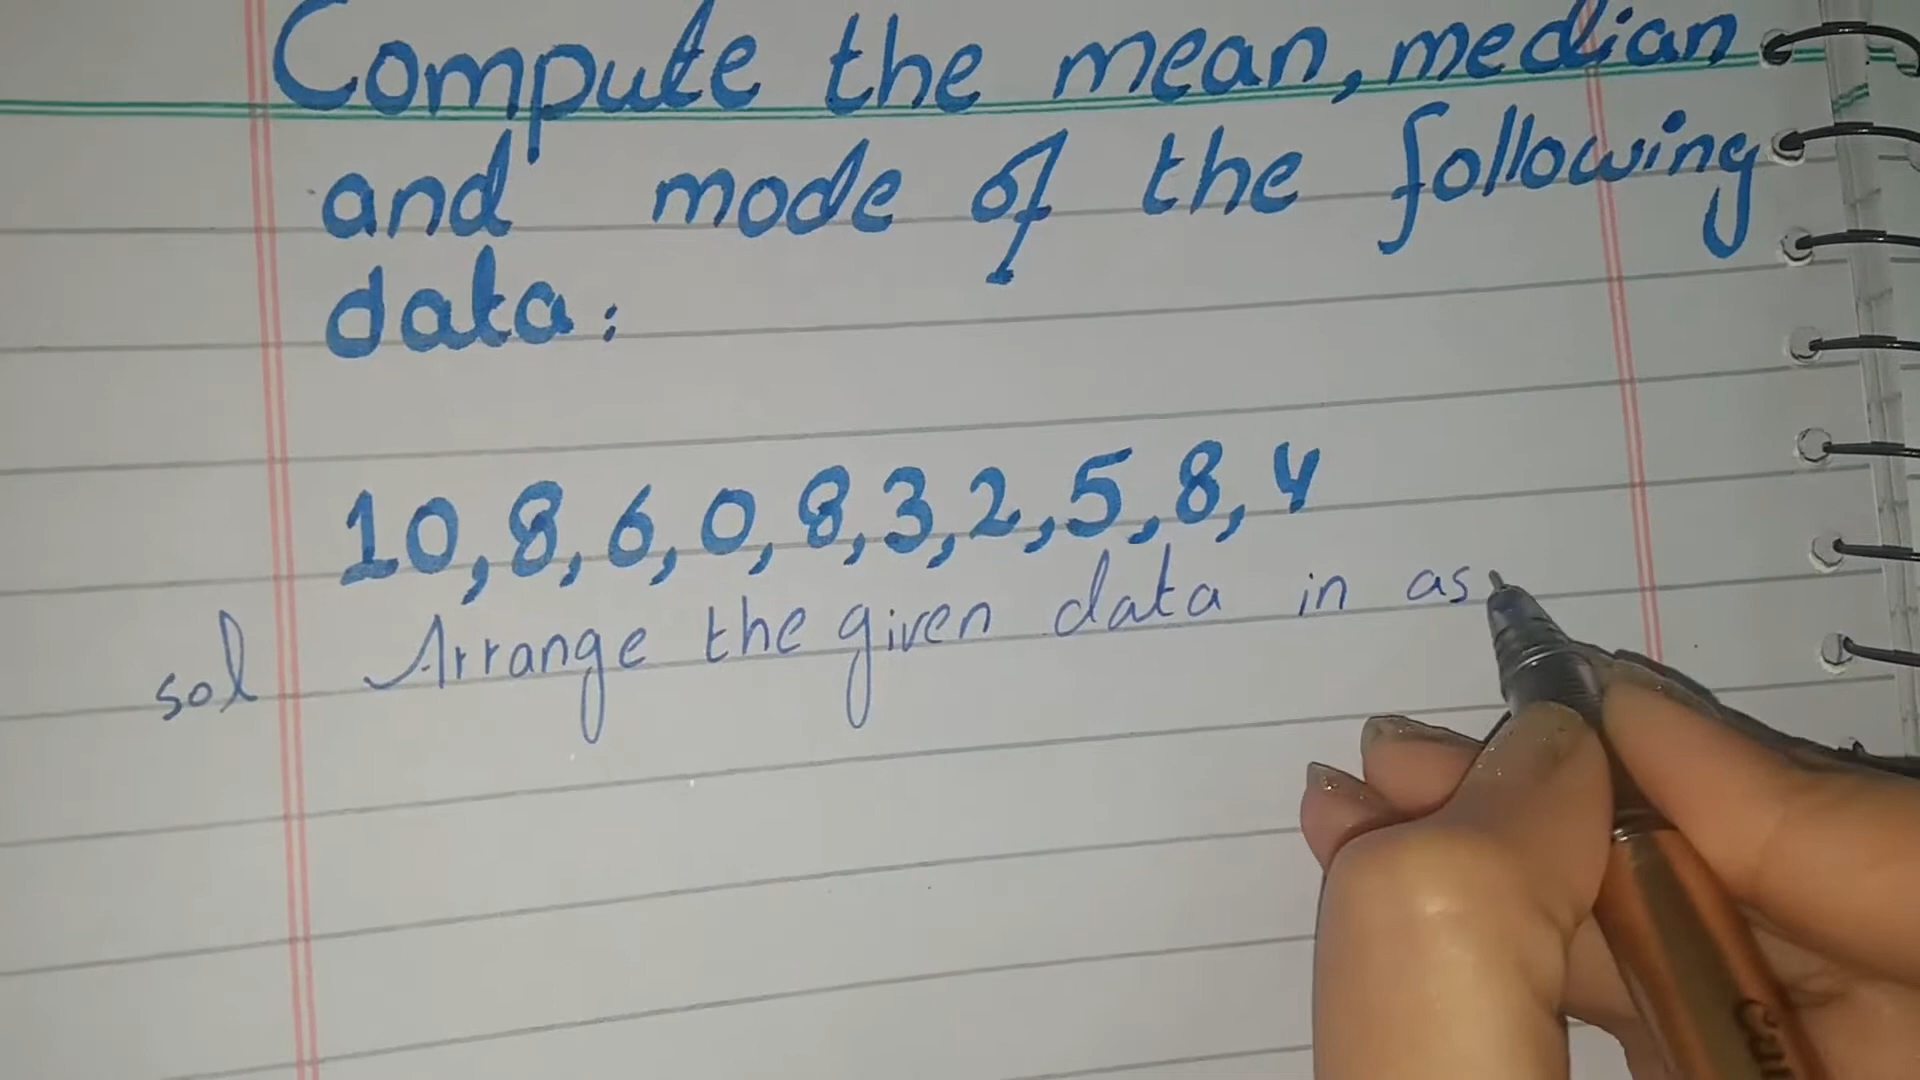 Compute the mean, median
and mode of the following
data:
10, 8, 6, 0, 8, 3, 2, 5, 8, 4
sol Arrange the given data in as